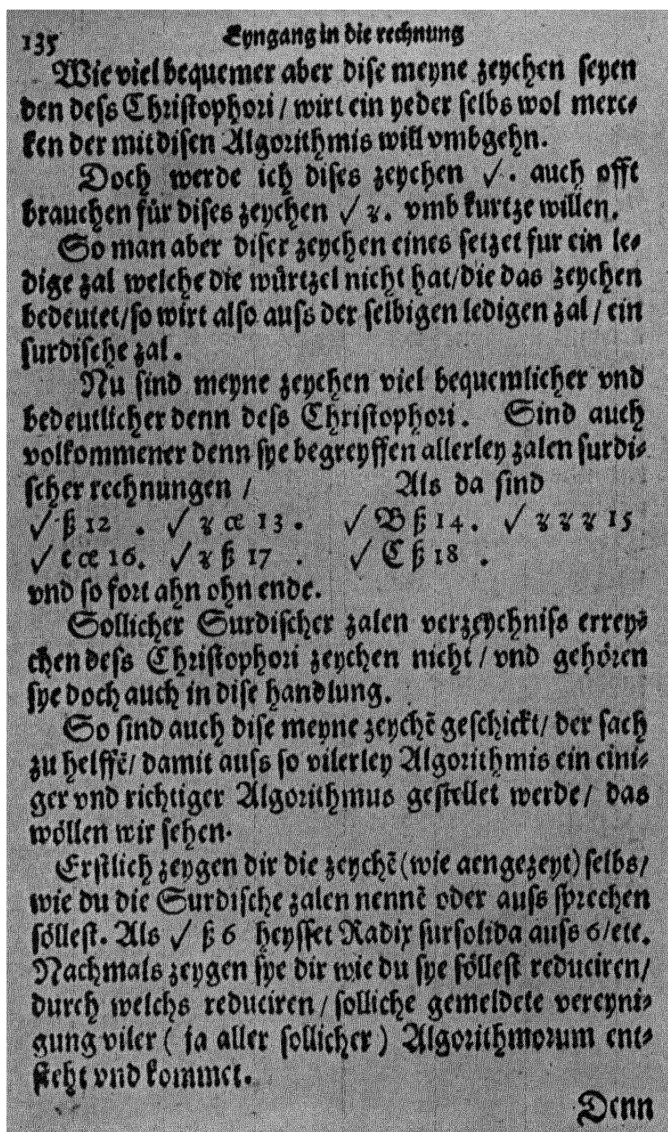 135 Eyngang in die rechnung
Wie viel bequemer aber dise meyne zeychen seyen
den dess Christophori / wirt ein yeder selbs wol merc⸗
ken der mit disen Algorithmis will vmbgehn.
Doch werde ich dises zeychen √. auch offt
brauchen für dises zeychen √ ʒ. vmb kurtze willen.
So man aber diser zeychen eines setzet fur ein le⸗
dige zal welche die würtzel nicht hat/die das zeychen
bedeutet/so wirt also auss der selbigen ledigen zal / ein
surdische zal.
Nu sind meyne zeychen viel bequemlicher vnd
bedeutlicher denn dess Christophori. Sind auch
volkommener denn sye begreyffen allerley zalen surdi⸗
scher rechnungen / Als da sind
√ ß 12 . √ ʒ ce 13 . √ B ß 14. √ ʒ ʒ ʒ 15
√ c ce 16. √ ʒ ß 17 . √ C ß 18 .
vnd so fort ahn ohn ende.
Sollicher Surdischer zalen verzeychniss errey⸗
chen dess Christophori zeychen nicht / vnd gehören
sye doch auch in dise handlung.
So sind auch dise meyne zeychē geschickt/ der sach
zu helffē/ damit auss so vilerley Algorithmis ein eini⸗
ger vnd richtiger Algorithmus gestellet werde / das
wöllen wir sehen.
Erstlich zeygen dir die zeychē (wie aengezeyt) selbs/
wie du die Surdische zalen nennē oder auss sprechen
söllest. Als √ ß 6 heysset Radix sursolida auss 6/etc.
Nachmals zeygen sye dir wie du sye söllest reduciren/
durch welchs reduciren / solliche gemeldete vereyni⸗
gung viler ( ja aller sollicher ) Algorithmorum ent⸗
steht vnd kommet.
Denn